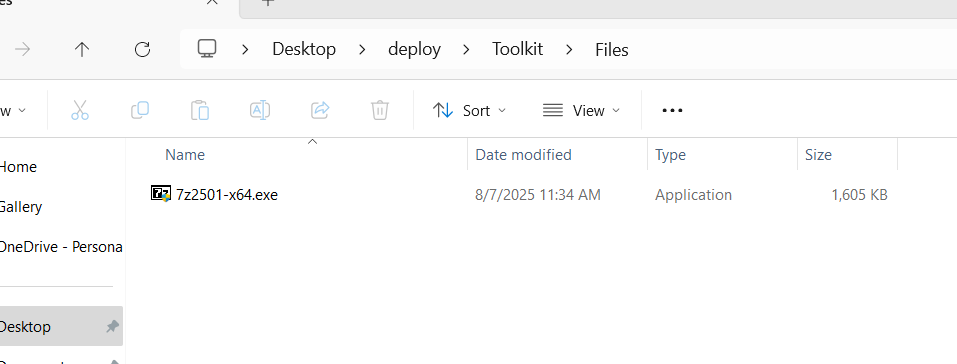 Desktop > deploy > Toolkit > Files
w Sort View •••
Name Date modified Type Size
7z2501-x64.exe 8/7/2025 11:34 AM Application 1,605 KB
Home
Gallery
OneDrive - Persona
Desktop